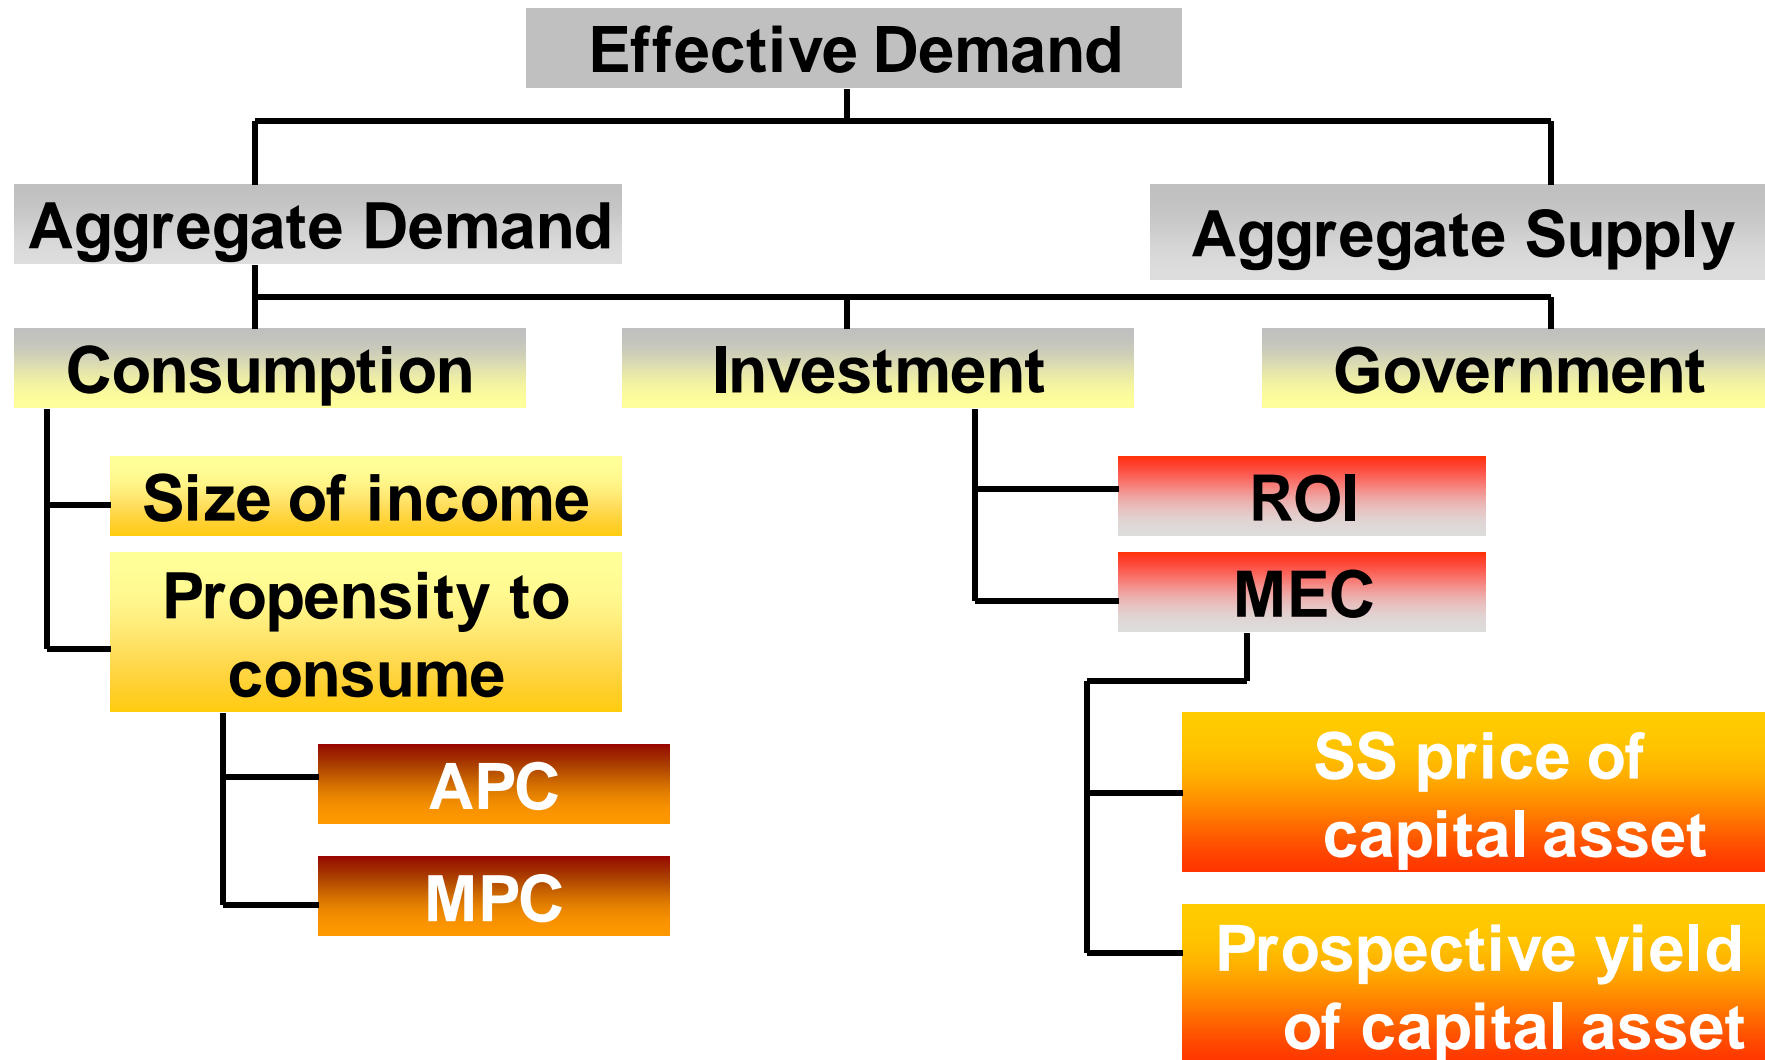 Effective Demand
Aggregate Demand
Aggregate Supply
Consumption
Investment
Government
Size of income
Propensity to
consume
APC
MPC
ROI
MEC
SS price of
capital asset
Prospective yield
of capital asset